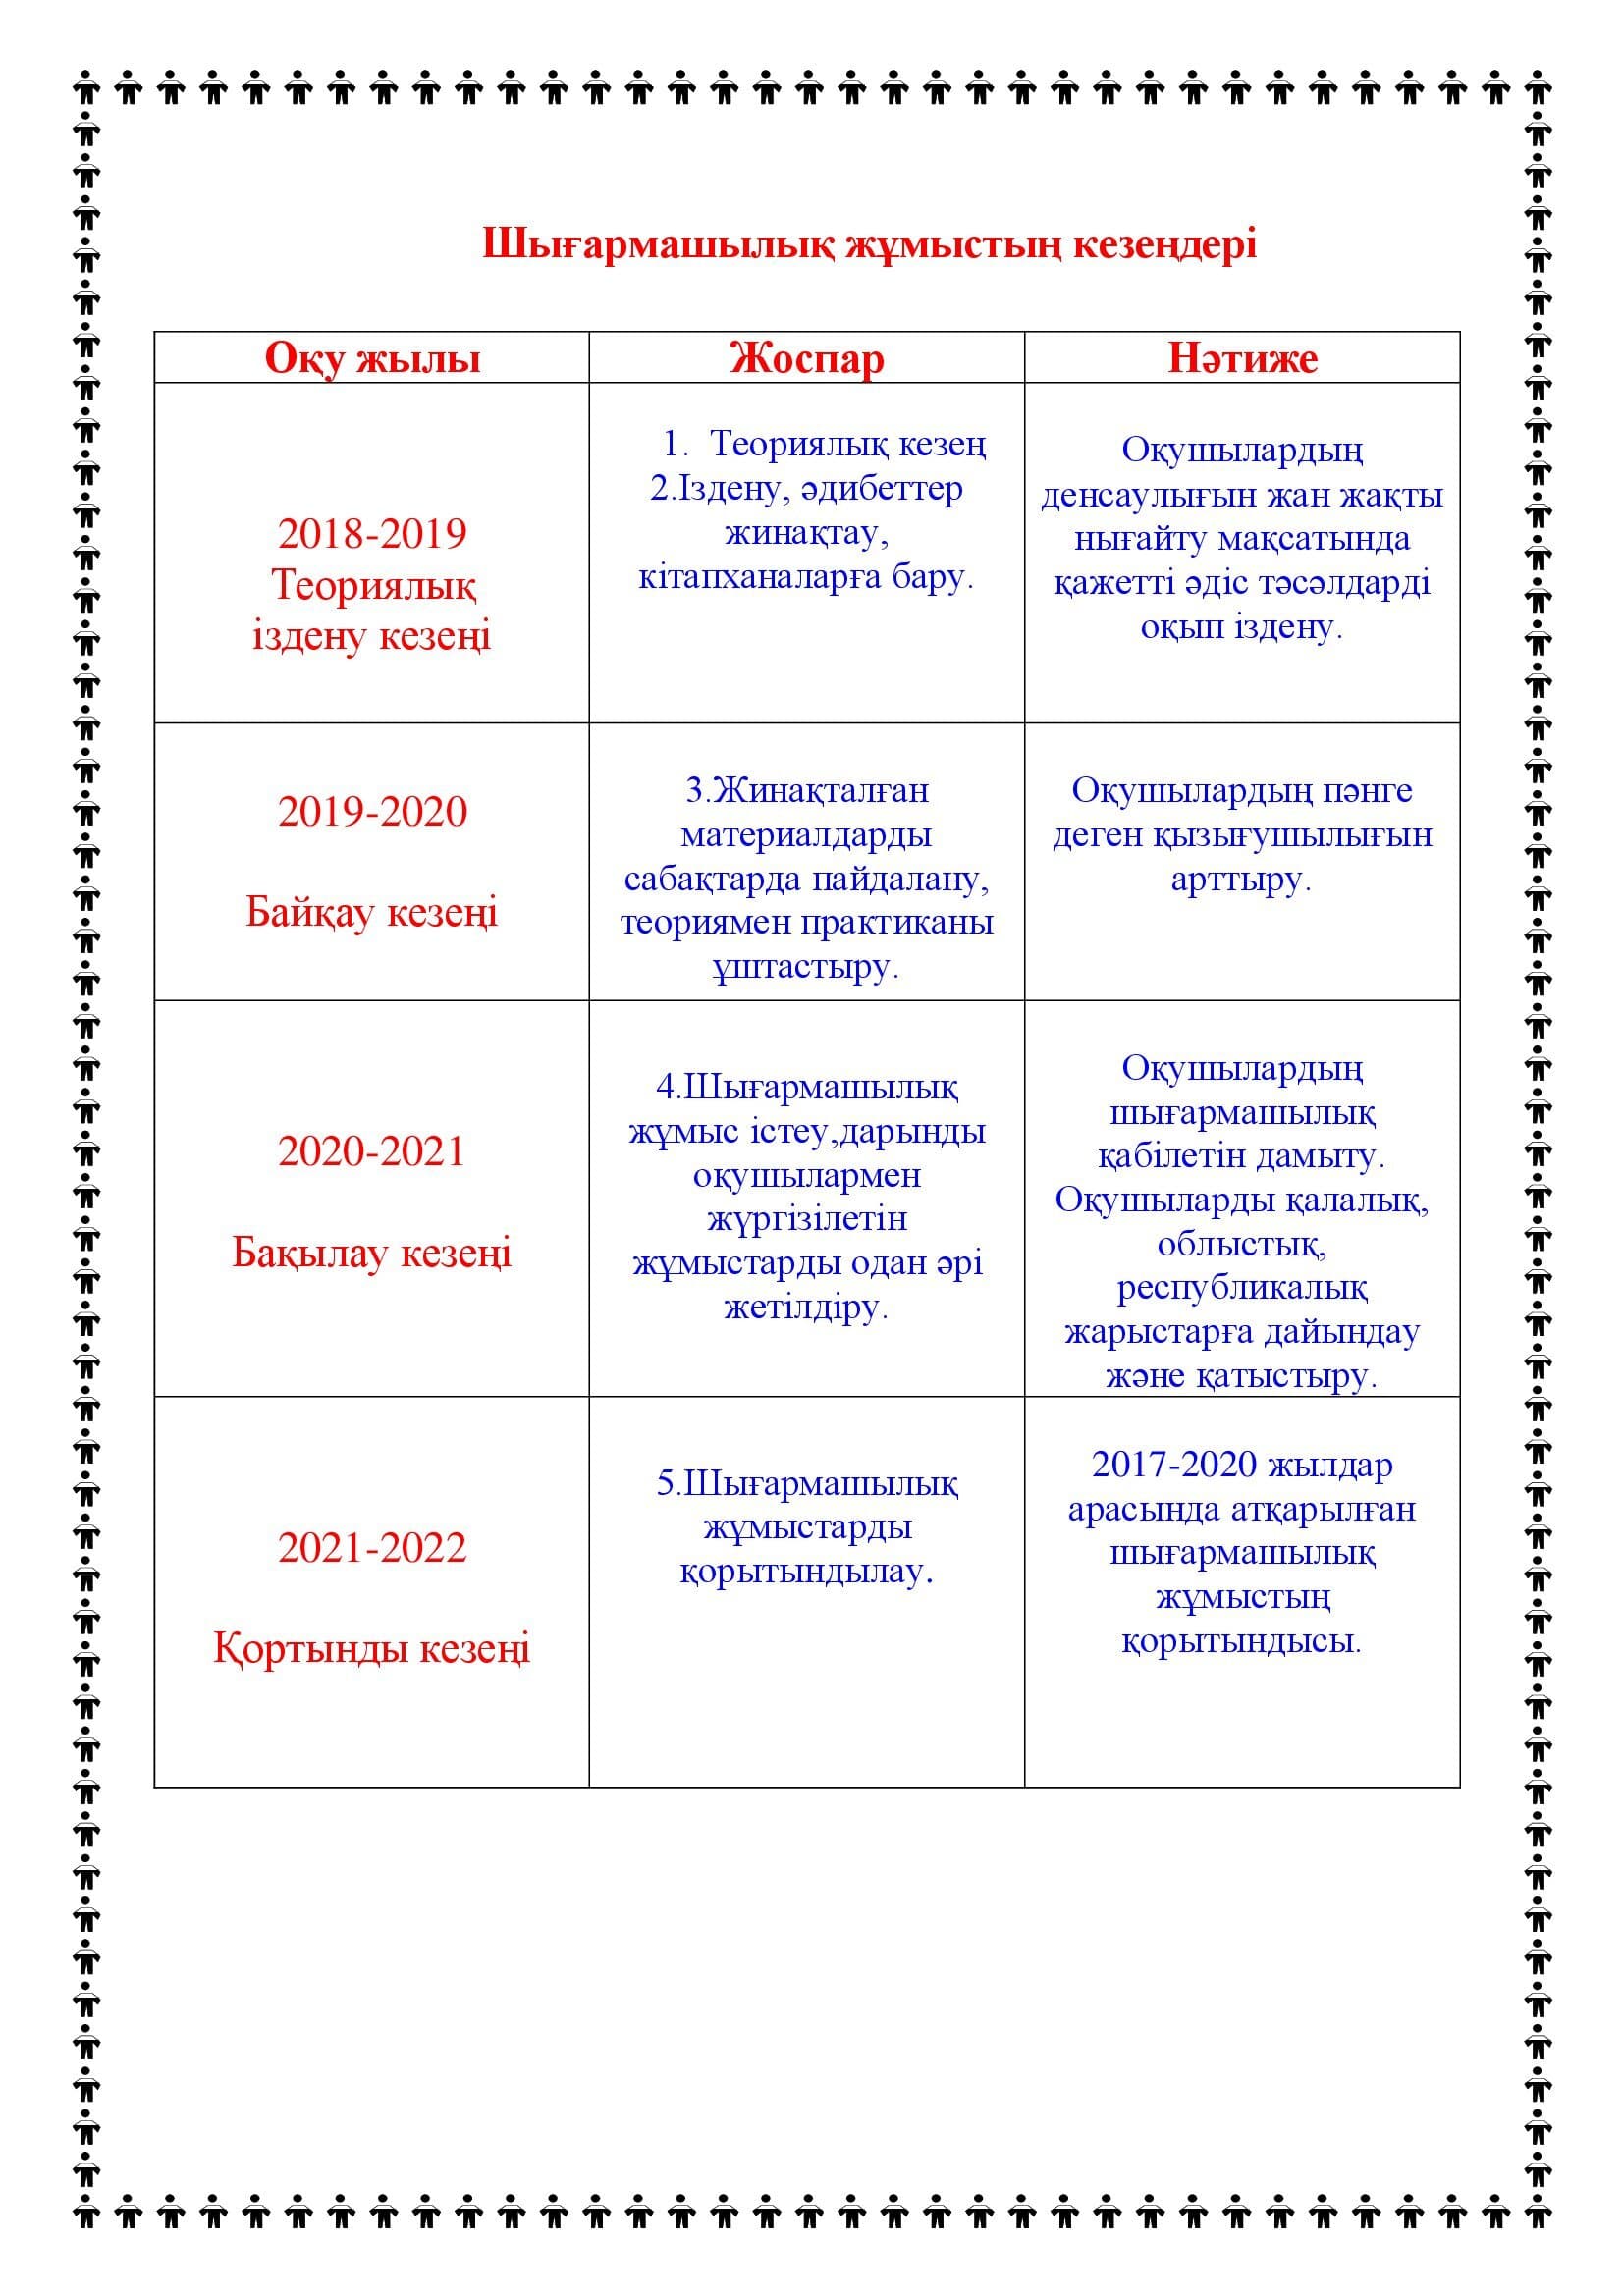 Шығармашылық жұмыстың кезеңдері
Оқу жылы
Жоспар
Нәтиже
2018-2019
Теориялық
іздену кезеңі
1. Теориялық кезең
2.Іздену, әдибеттер
жинақтау,
кітапханаларға бару.
Оқушылардың
денсаулығын жан жақты
нығайту мақсатында
қажетті әдіс тәсәлдарді
оқып іздену.
2019-2020
Байқау кезеңі
3.Жинақталған
материалдарды
сабақтарда пайдалану,
теориямен практиканы
ұштастыру.
Оқушылардың пәнге
деген қызығушылығын
арттыру.
2020-2021
Бақылау кезеңі
4.Шығармашылық
жұмыс істеу,дарынды
оқушылармен
жүргізілетін
жұмыстарды одан әрі
жетілдіру.
Оқушылардың
шығармашылық
қабілетін дамыту.
Оқушыларды қалалық,
облыстық,
республикалық
жарыстарға дайындау
және қатыстыру.
2021-2022
Қортынды кезеңі
5.Шығармашылық
жұмыстарды
қорытындылау.
2017-2020 жылдар
арасында атқарылған
шығармашылық
жұмыстың
қорытындысы.